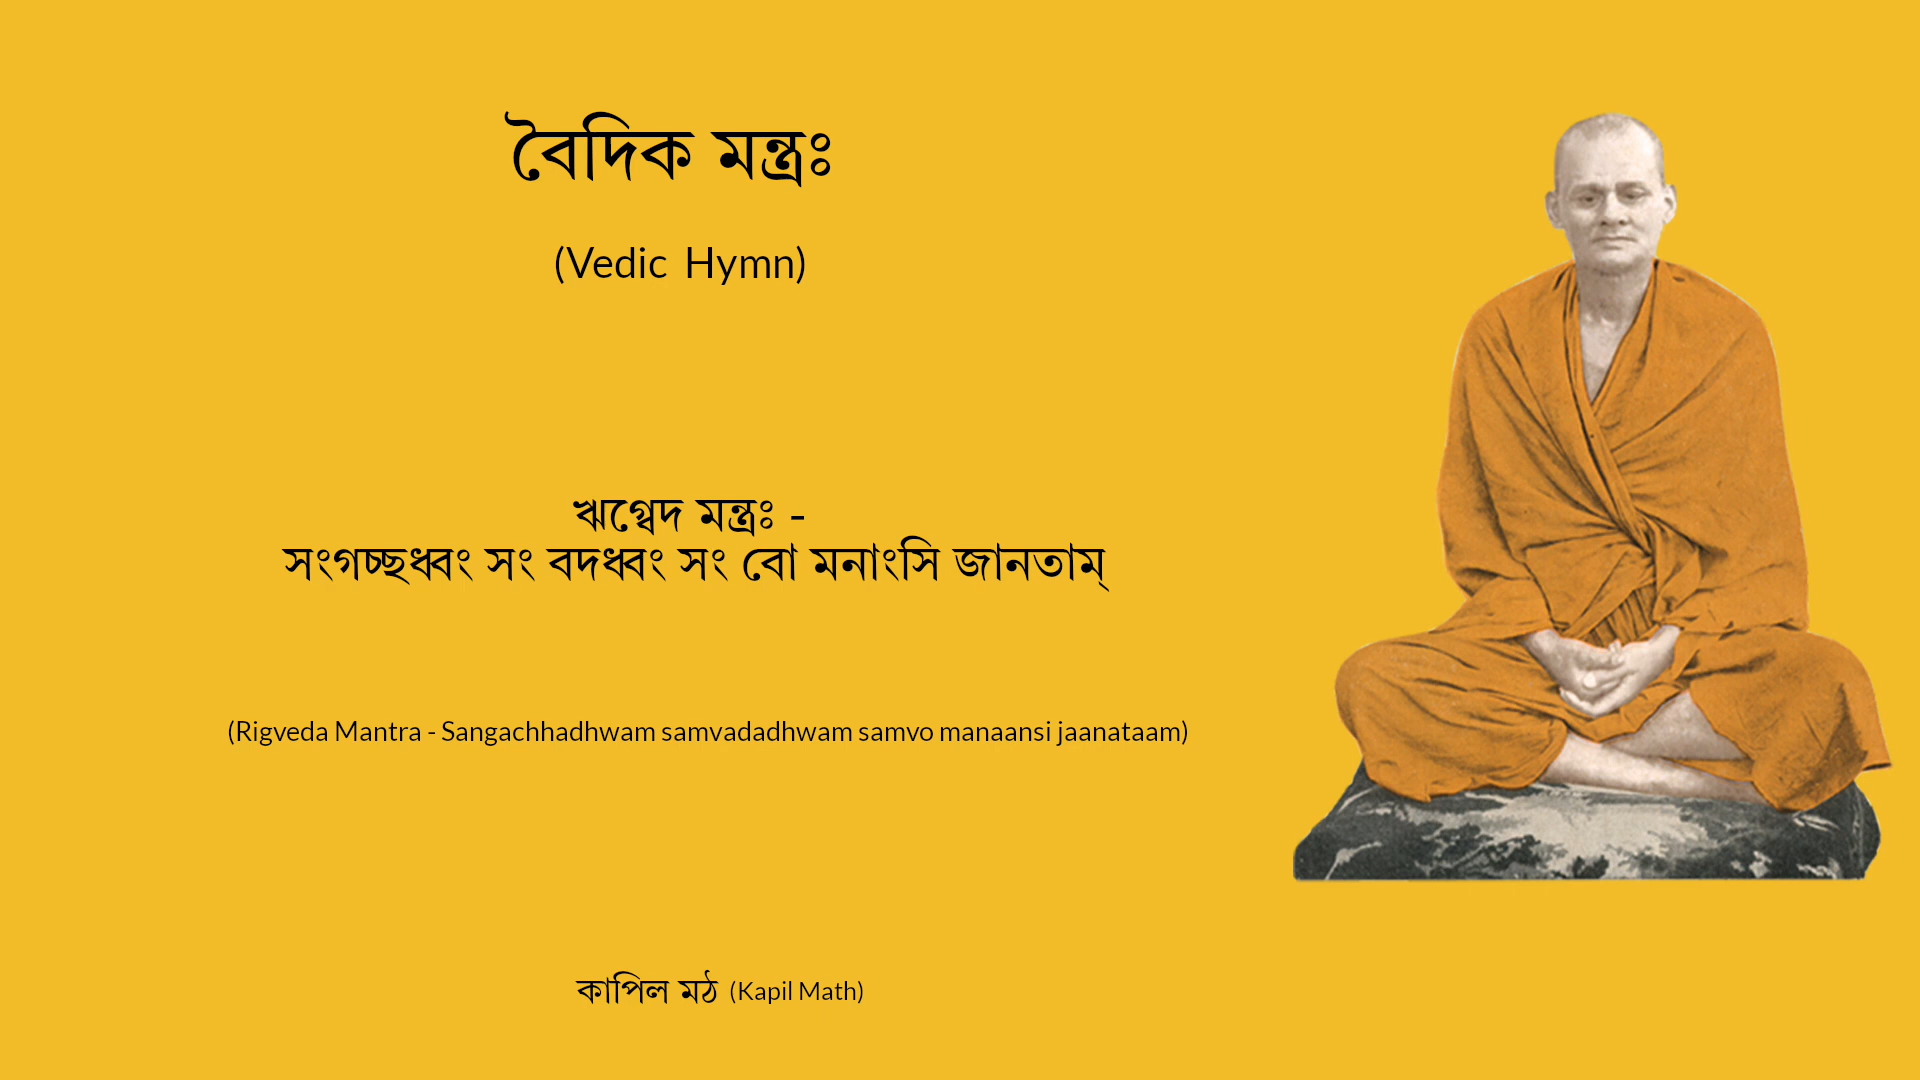 বৈদিক মন্ত্রঃ
(Vedic Hymn)
ঋগ্বেদ মন্ত্রঃ -
সংগচ্ছধ্বং সং বদধ্বং সং বো মনাংসি জানতাম্
(Rigveda Mantra - Sangachhadhwam samvadadhwam samvo manaansi jaanataam)
কাপিল মঠ (Kapil Math)